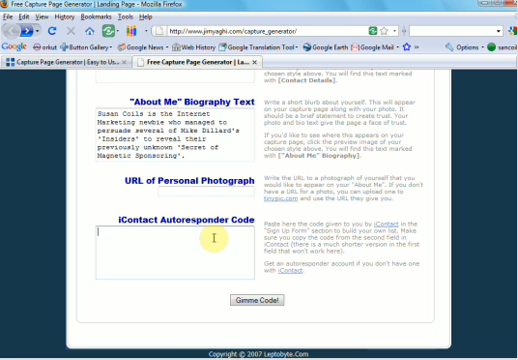 Free Capture Page Generator | Landing Page - Mozilla Firefox
File Edit View History Bookmarks Tools Help
http://www.jimyaghi.com/capture_generator/
Google orkut Button Gallery Google News Web History Google Translation Tool Google Earth Google Mail Options
Capture Page Generator | Easy to Us... Free Capture Page Generator | La...
chosen style above. You will find this text marked
with [Contact Details].
"About Me" Biography Text
Susan Coils is the Internet
Marketing newbie who managed to
persuade several of Mike Dillard's
'Insiders' to reveal their
previously unknown 'Secret of
Magnetic Sponsoring'.
Write a short blurb about yourself. This will appear
on your capture page along with your photo. It
should be a brief statement to create trust. Your
photo and bio text give the page a face of trust.
If you'd like to see where this appears on your
capture page, click the preview image of your
chosen style above. You will find this text marked
with ["About Me" Biography].
URL of Personal Photograph
Write the URL to a photograph of yourself that you
would like to appear on your "About Me". If you don't
have a URL for a photo, you can upload one to
tinypic.com and use the URL they give you.
iContact Autoresponder Code
Paste here the code given to you by iContact in the
"Sign Up Form" section to build your own list. Make
sure you copy the code from the second field in
iContact (there is a much shorter version in the first
field that won't work here).
Get an autoresponder account if you don't have one
with iContact.
Gimme Code!
Copyright © 2007 Leptobyte.Com